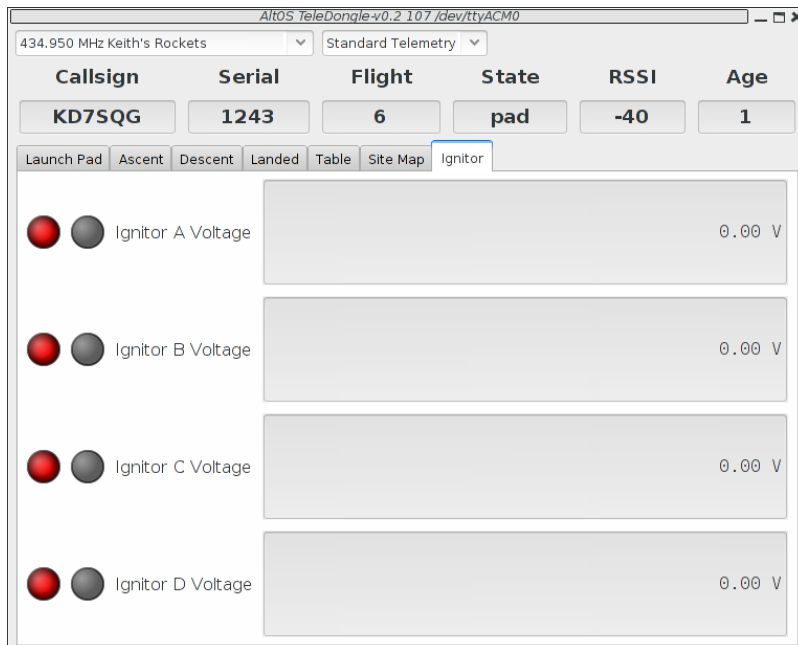 AltOS TeleDongle-v0.2 107 /dev/ttyACM0
434.950 MHz Keith's Rockets Standard Telemetry
Callsign Serial Flight State RSSI Age
KD7SQG 1243 6 pad -40 1
Launch Pad Ascent Descent Landed Table Site Map Ignitor
Ignitor A Voltage 0.00 V
Ignitor B Voltage 0.00 V
Ignitor C Voltage 0.00 V
Ignitor D Voltage 0.00 V